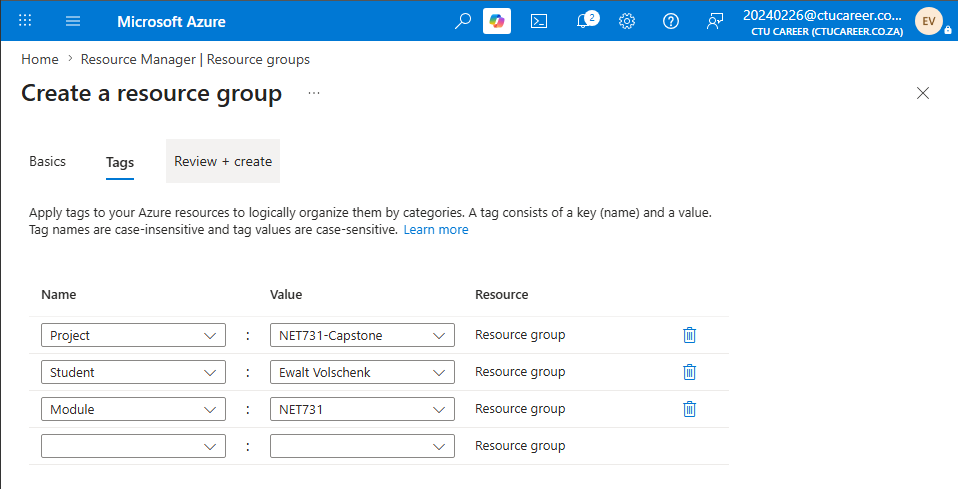 Microsoft Azure
2
20240226@ctucareer.co...
CTU CAREER (CTUCAREER.CO.ZA)
EV
Home > Resource Manager | Resource groups
Create a resource group ...
Basics Tags Review + create
Apply tags to your Azure resources to logically organize them by categories. A tag consists of a key (name) and a value.
Tag names are case-insensitive and tag values are case-sensitive. Learn more
Name Value Resource
Project : NET731-Capstone Resource group
Student : Ewalt Volschenk Resource group
Module : NET731 Resource group
: Resource group